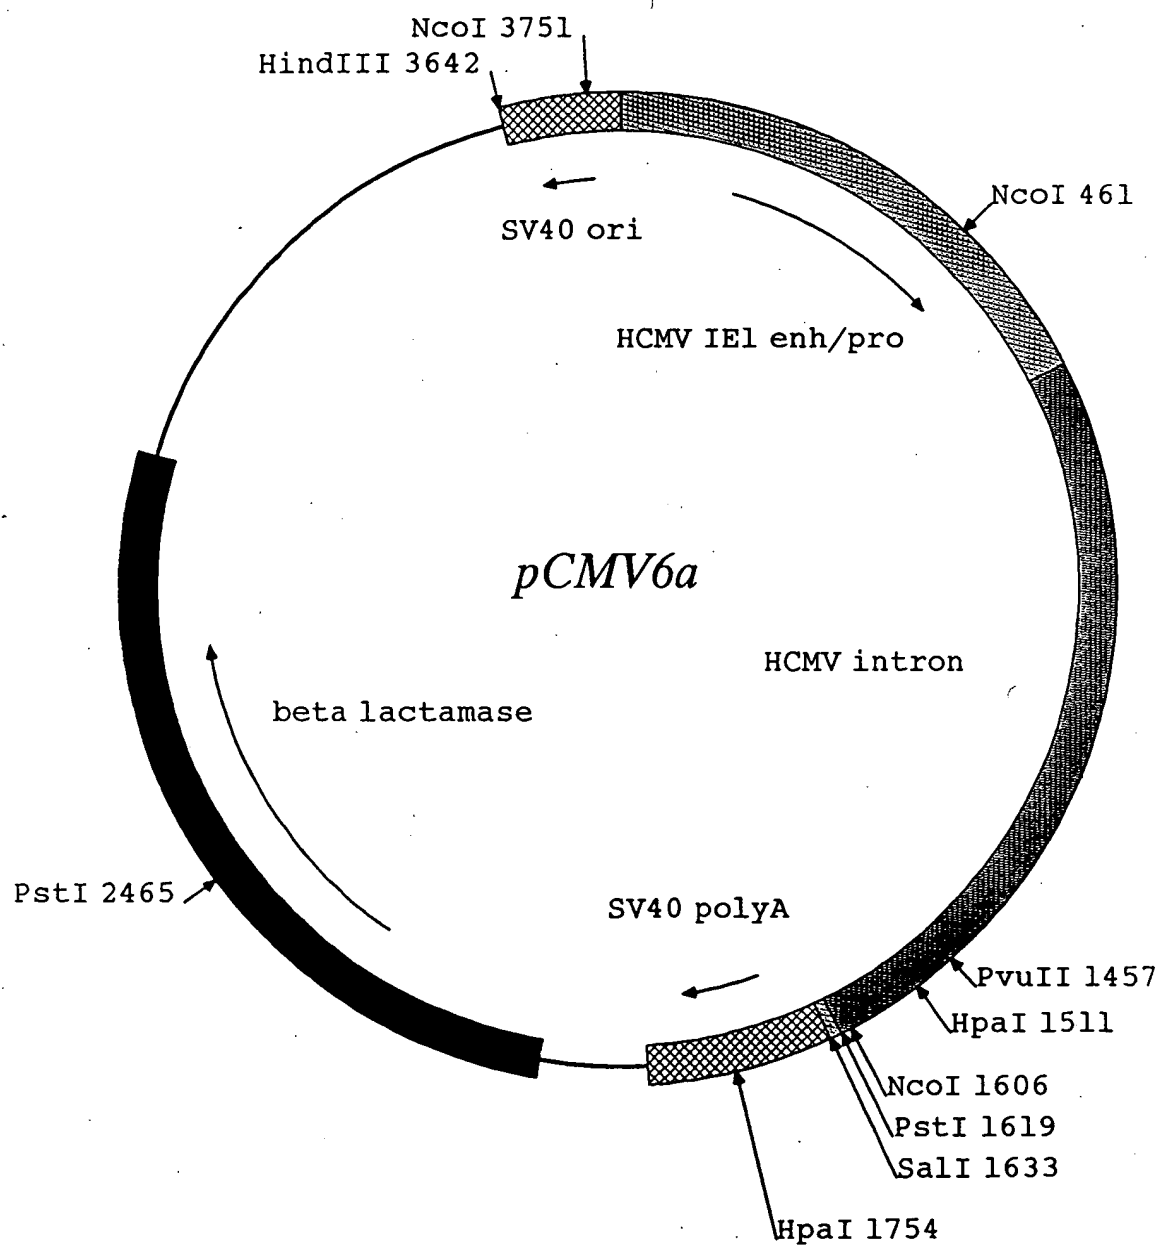 NcoI 3751
HindIII 3642
NcoI 461
SV40 ori
HCMV IE1 enh/pro
pCMV6a
HCMV intron
beta lactamase
PstI 2465
SV40 polyA
PvuII 1457
HpaI 1511
NcoI 1606
PstI 1619
SalI 1633
HpaI 1754